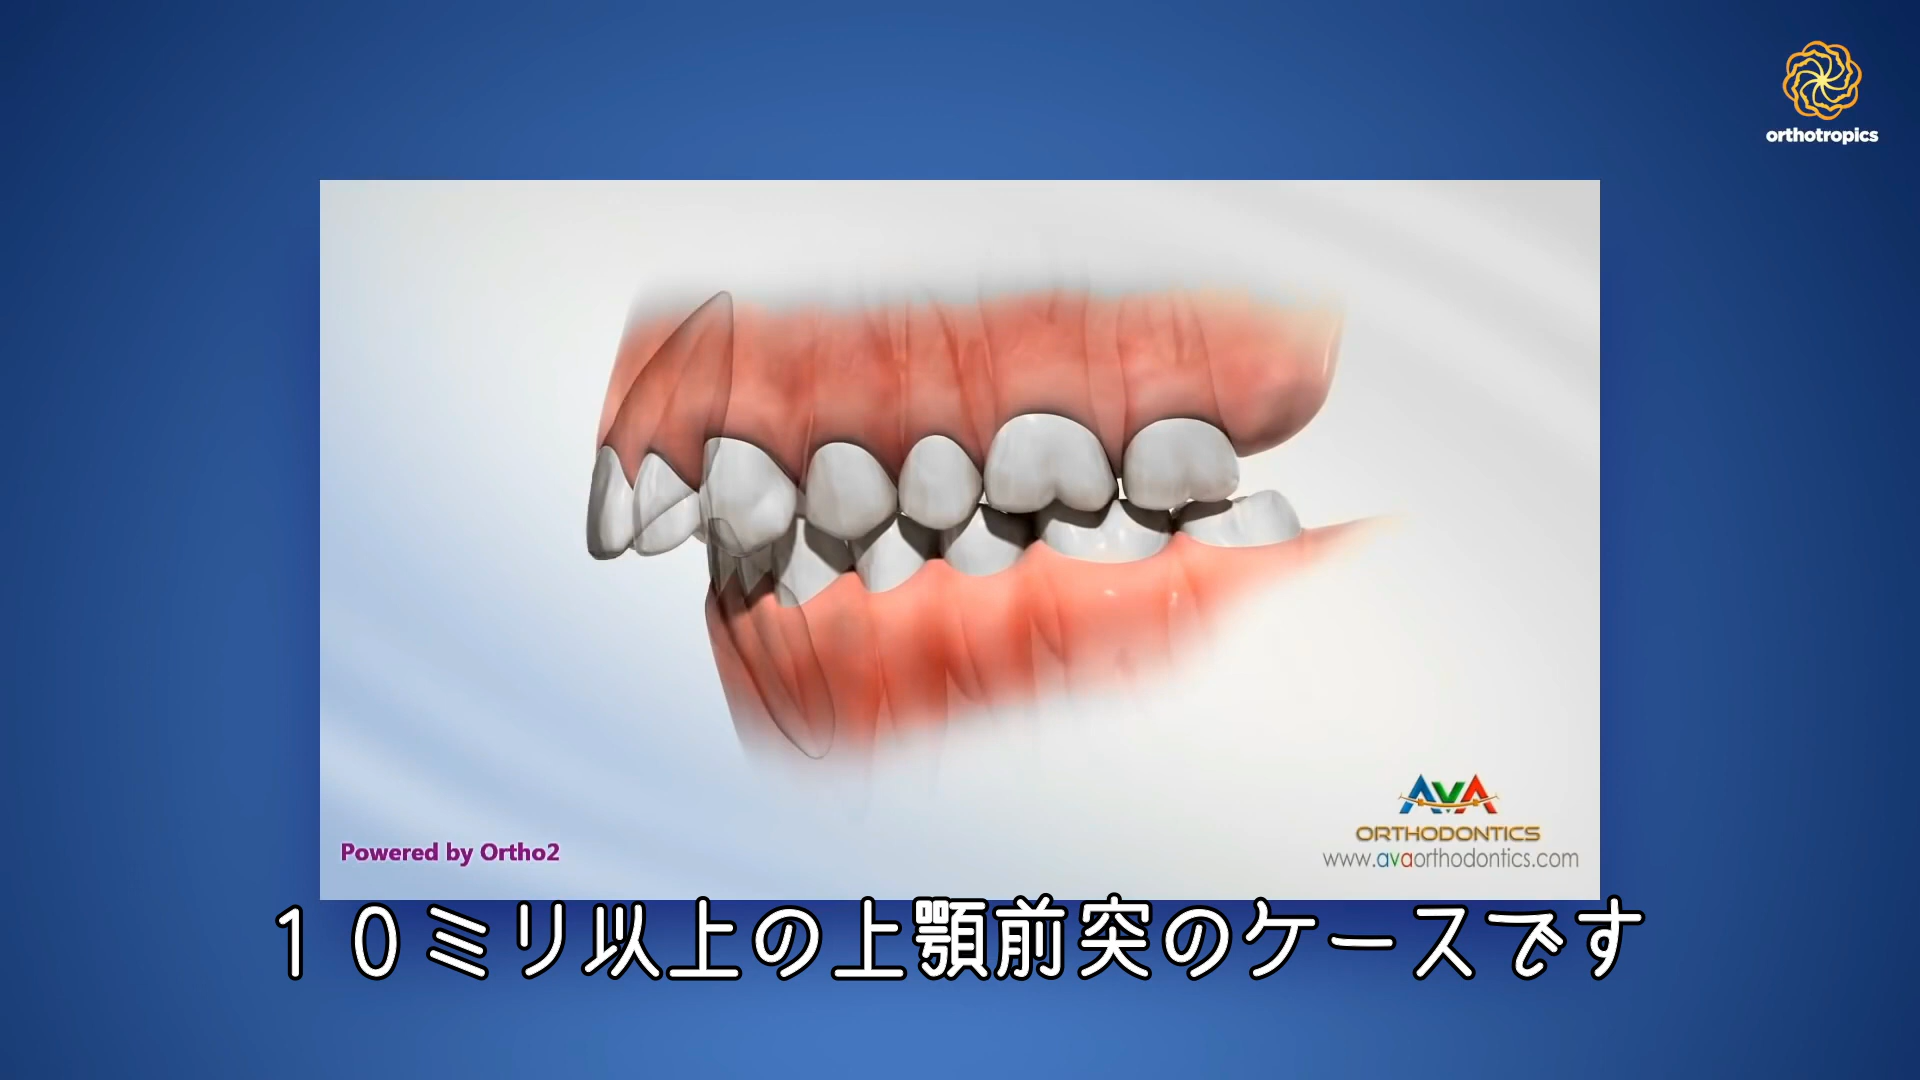 orthotropics
AVA
ORTHODONTICS
www.avaorthodontics.com
Powered by Ortho2
１０ミリ以上の上顎前突のケースです